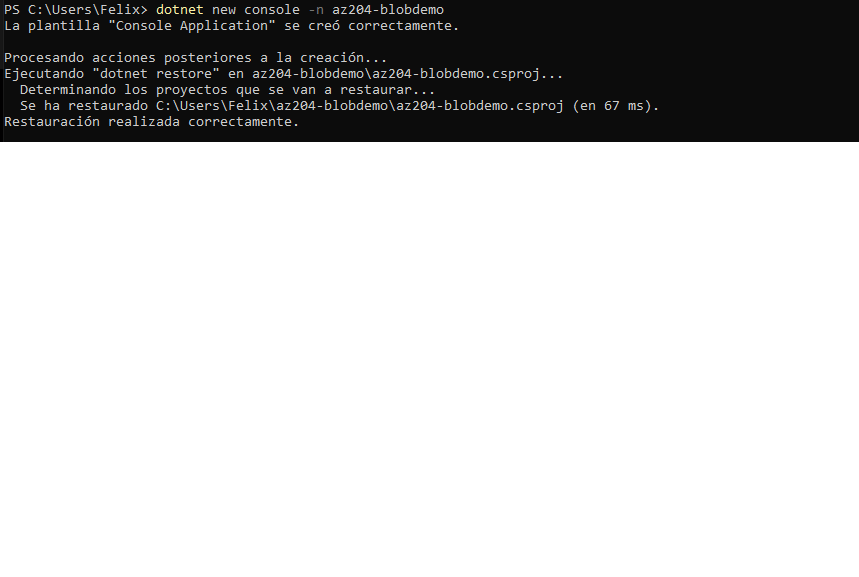 PS C:\Users\Felix> dotnet new console -n az204-blobdemo
La plantilla "Console Application" se creó correctamente.
Procesando acciones posteriores a la creación...
Ejecutando "dotnet restore" en az204-blobdemo\az204-blobdemo.csproj...
Determinando los proyectos que se van a restaurar...
Se ha restaurado C:\Users\Felix\az204-blobdemo\az204-blobdemo.csproj (en 67 ms).
Restauración realizada correctamente.